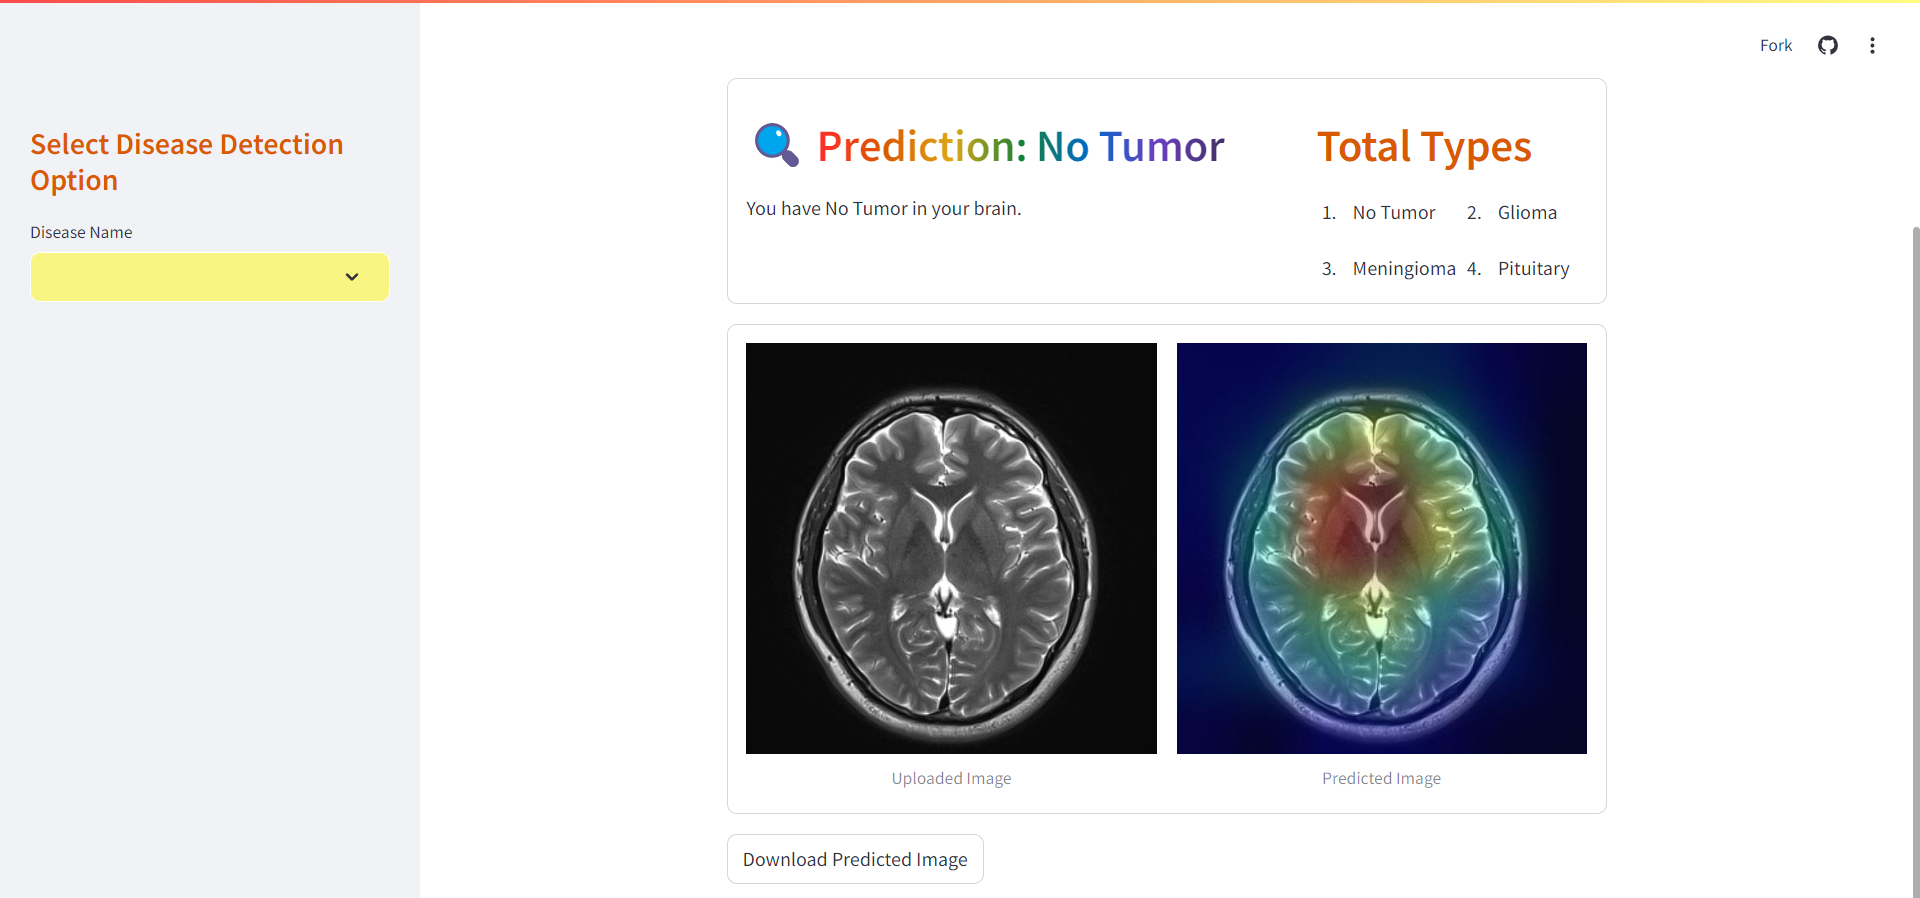 Fork
Select Disease Detection
Option
Disease Name
Prediction: No Tumor
You have No Tumor in your brain.
Total Types
1. No Tumor 2. Glioma
3. Meningioma 4. Pituitary
Uploaded Image
Predicted Image
Download Predicted Image